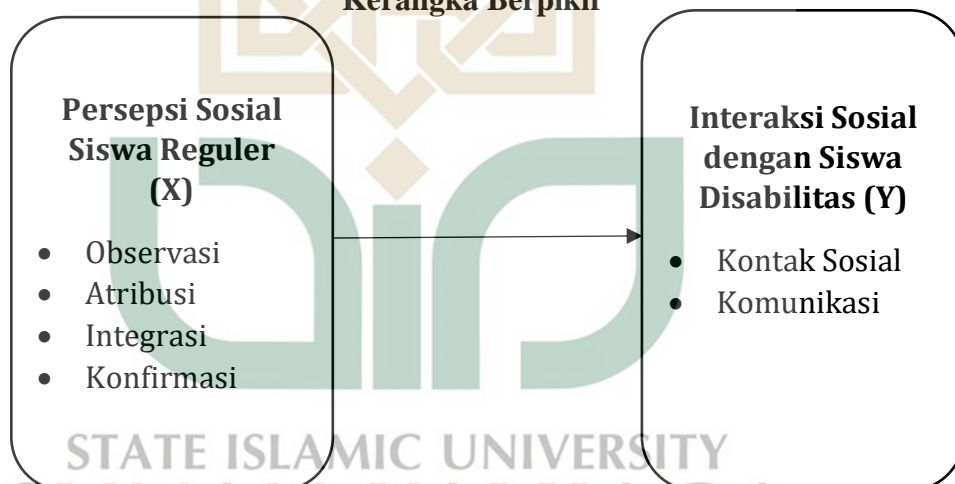 Kerangka Berpikir
Persepsi Sosial
Siswa Reguler
(X)
• Observasi
• Atribusi
• Integrasi
• Konfirmasi
Interaksi Sosial
dengan Siswa
Disabilitas (Y)
• Kontak Sosial
• Komunikasi
STATE ISLAMIC UNIVERSITY